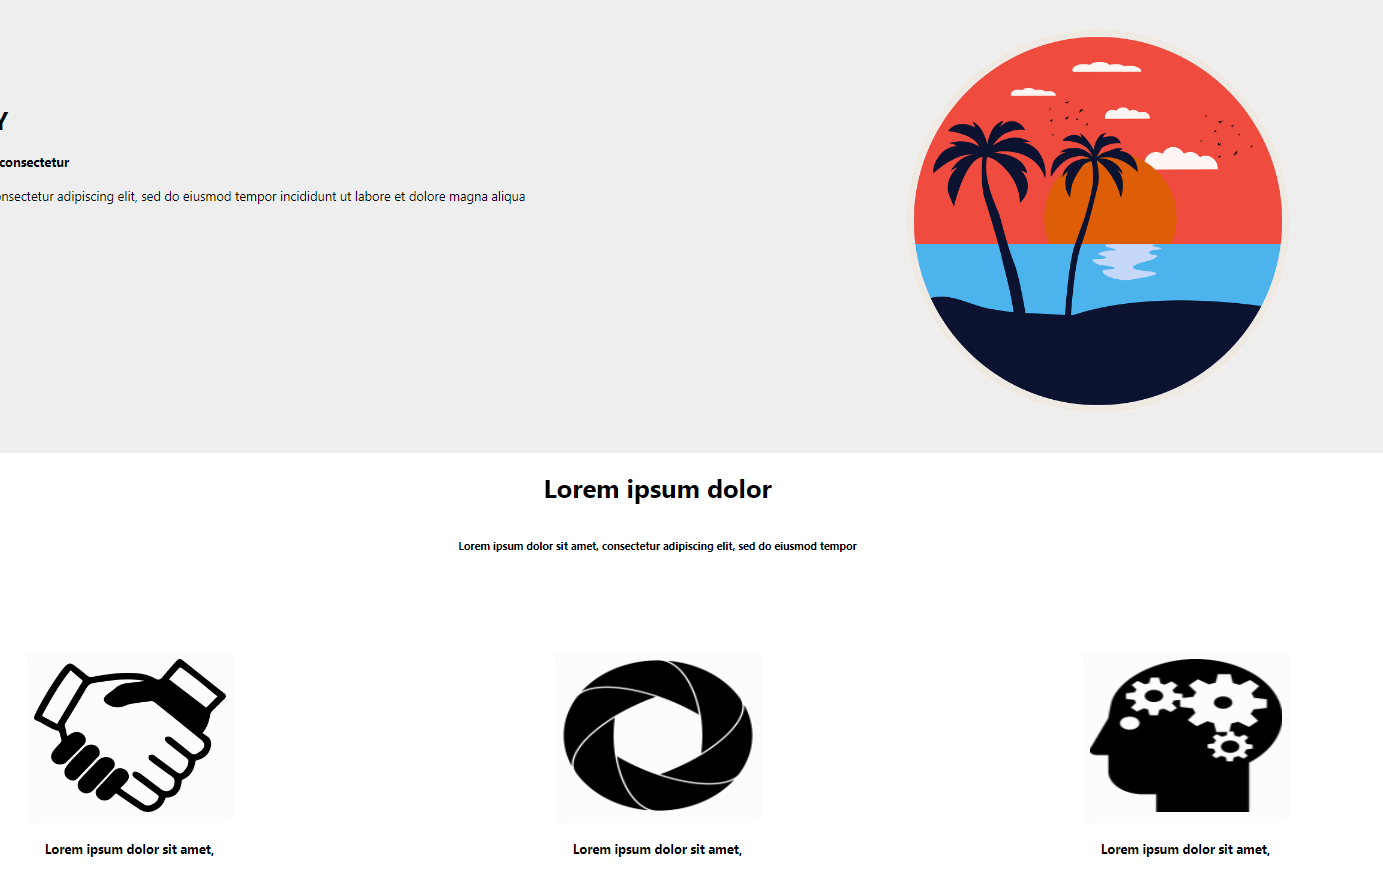 Y
consectetur
onsectetur adipiscing elit, sed do eiusmod tempor incididunt ut labore et dolore magna aliqua
Lorem ipsum dolor
Lorem ipsum dolor sit amet, consectetur adipiscing elit, sed do eiusmod tempor
Lorem ipsum dolor sit amet,
Lorem ipsum dolor sit amet,
Lorem ipsum dolor sit amet,